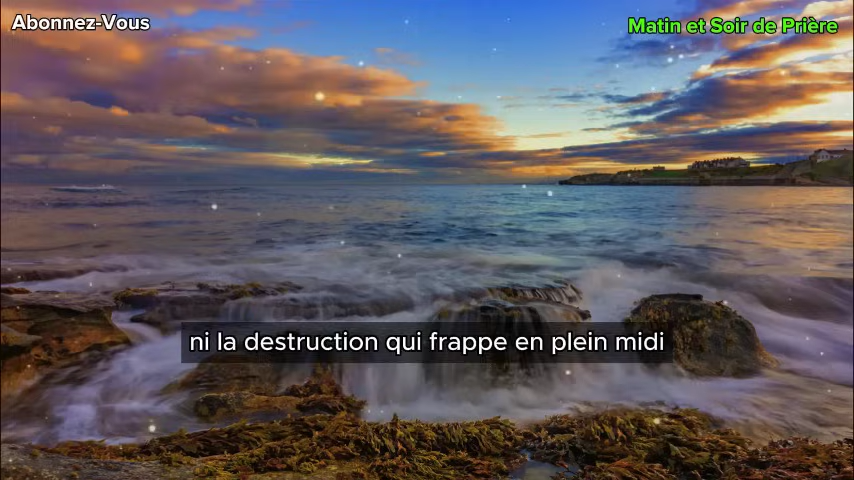 Abonnez-Vous
Matin et Soir de Prière
ni la destruction qui frappe en plein midi